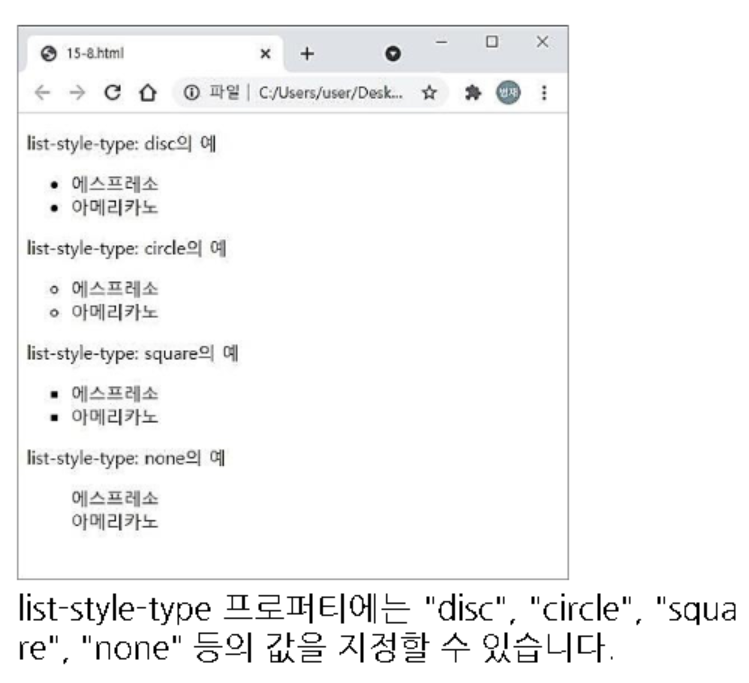 15-8.html
파일 | C:/Users/user/Desk...
범재
list-style-type: disc의 예
• 에스프레소
• 아메리카노
list-style-type: circle의 예
○ 에스프레소
○ 아메리카노
list-style-type: square의 예
▪ 에스프레소
▪ 아메리카노
list-style-type: none의 예
에스프레소
아메리카노
list-style-type 프로퍼티에는 "disc", "circle", "squa
re", "none" 등의 값을 지정할 수 있습니다.